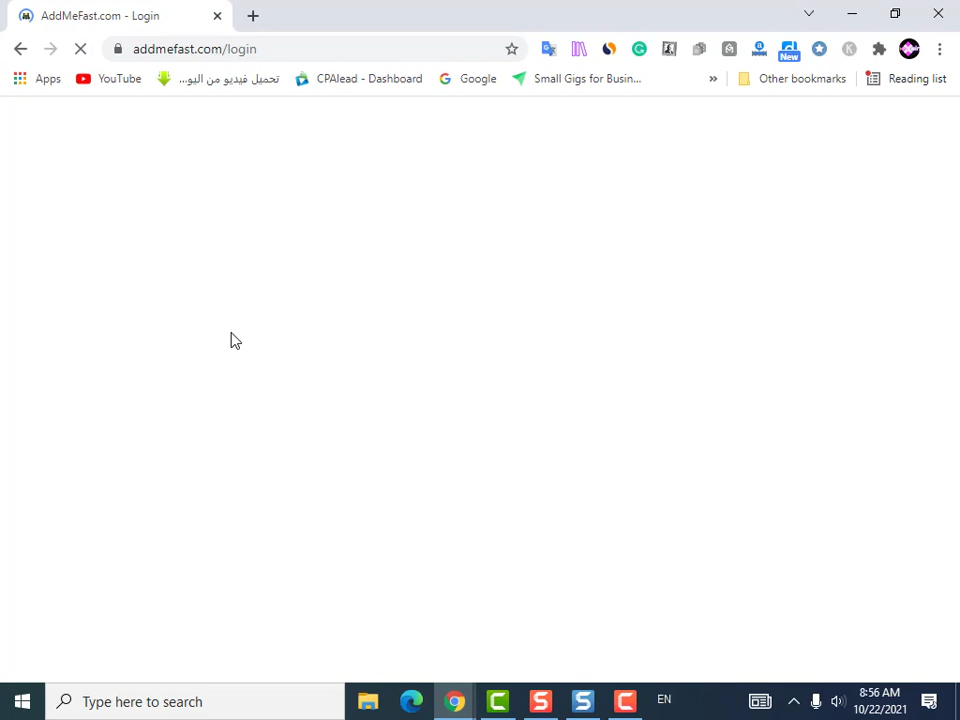 AddMeFast.com - Login
addmefast.com/login
New
Apps
YouTube
تحميل فيديو من اليو...
CPAlead - Dashboard
Google
Small Gigs for Busin...
»
Other bookmarks
Reading list
Type here to search
EN
8:56 AM
10/22/2021